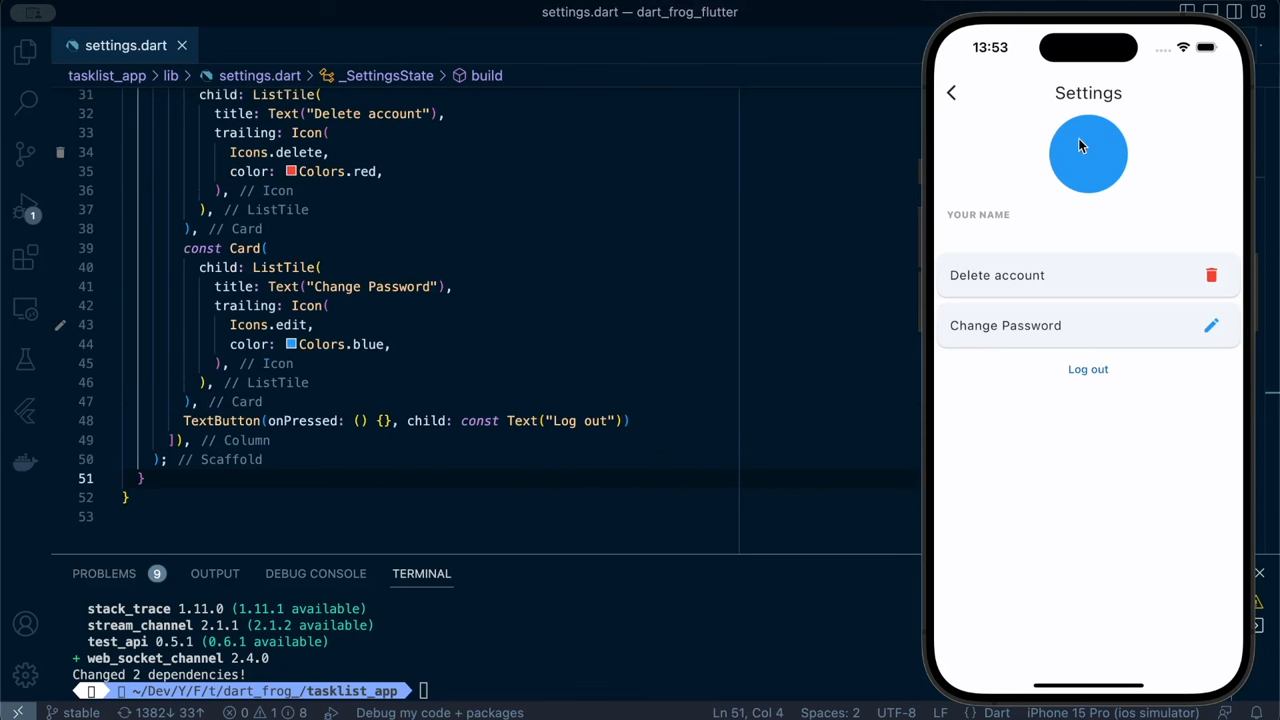 settings.dart — dart_frog_flutter
settings.dart
tasklist_app > lib > settings.dart > _SettingsState > build
31 child: ListTile(
32 title: Text("Delete account"),
33 trailing: Icon(
34 Icons.delete,
35 color: Colors.red,
36 ), // Icon
37 ), // ListTile
38 ), // Card
39 const Card(
40 child: ListTile(
41 title: Text("Change Password"),
42 trailing: Icon(
43 Icons.edit,
44 color: Colors.blue,
45 ), // Icon
46 ), // ListTile
47 ), // Card
48 TextButton(onPressed: () {}, child: const Text("Log out"))
49 ]), // Column
50 ); // Scaffold
51 }
52 }
53
1
PROBLEMS 9 OUTPUT DEBUG CONSOLE TERMINAL
stack_trace 1.11.0 (1.11.1 available)
stream_channel 2.1.1 (2.1.2 available)
test_api 0.5.1 (0.6.1 available)
+ web_socket_channel 2.4.0
Changed 2 dependencies!
~/Dev/Y/F/t/dart_frog_/tasklist_app
stable 1382↓ 33↑ 0 1 8 Debug my code + packages Ln 51, Col 4 Spaces: 2 UTF-8 LF {} Dart iPhone 15 Pro (ios simulator)
13:53
Settings
YOUR NAME
Delete account
Change Password
Log out